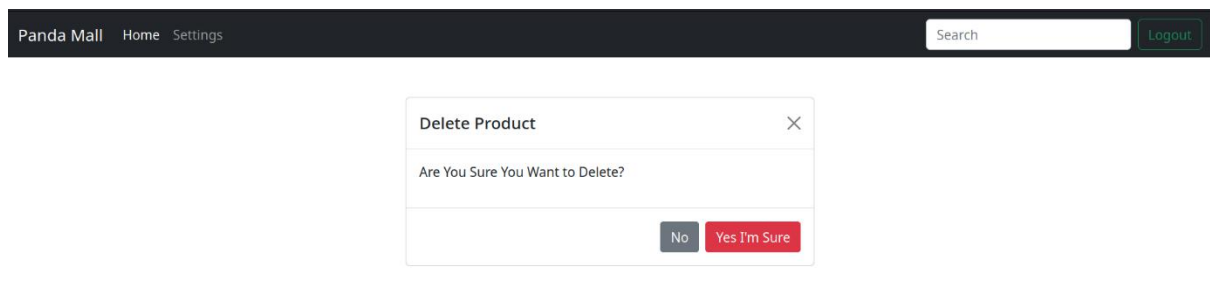 Panda Mall Home Settings Search Logout
Delete Product
Are You Sure You Want to Delete?
No Yes I'm Sure